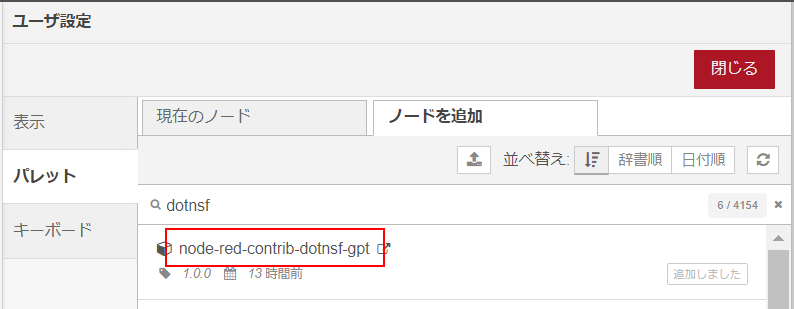 ユーザ設定
閉じる
表示
パレット
キーボード
現在のノード
ノードを追加
並べ替え: 辞書順 日付順
dotnsf
6 / 4154
node-red-contrib-dotnsf-gpt
1.0.0 13 時間前
追加しました